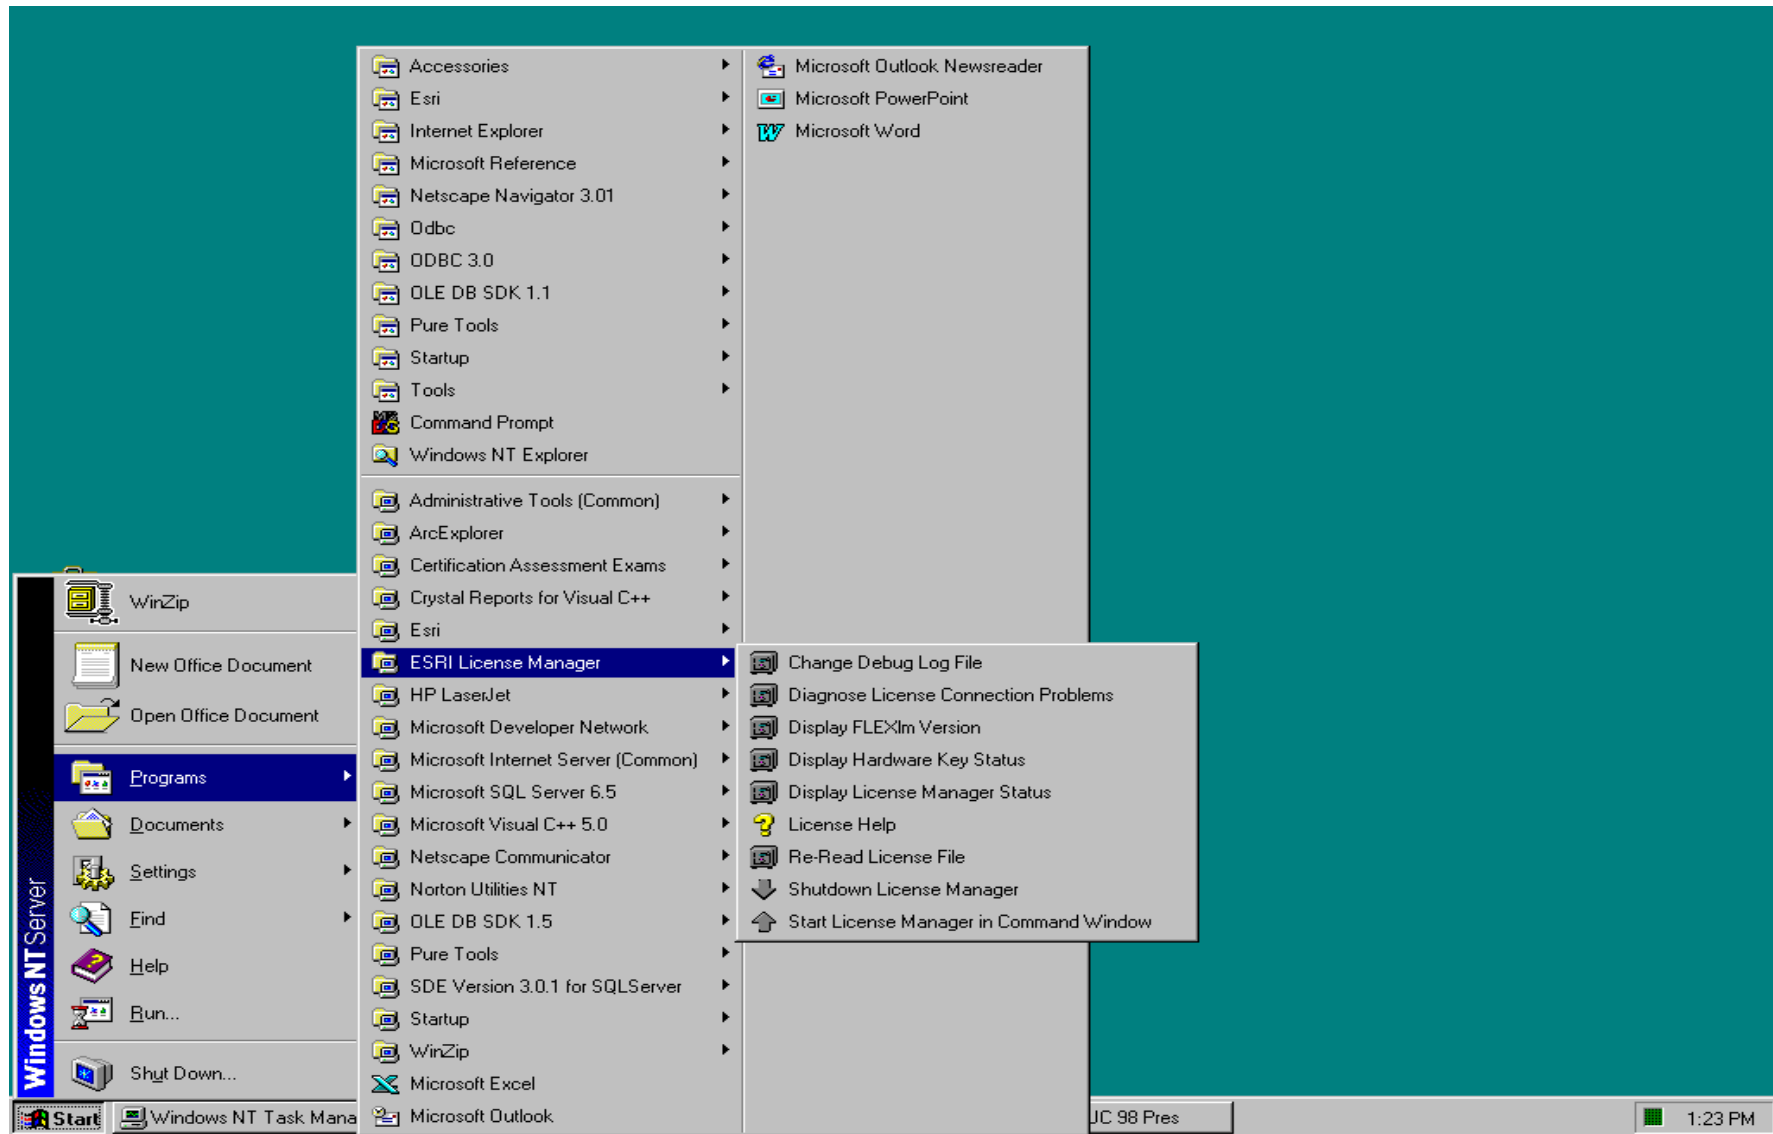 Accessories
Esri
Internet Explorer
Microsoft Reference
Netscape Navigator 3.01
Odbc
ODBC 3.0
OLE DB SDK 1.1
Pure Tools
Startup
Tools
Command Prompt
Windows NT Explorer
Administrative Tools (Common)
ArcExplorer
Certification Assessment Exams
Crystal Reports for Visual C++
Esri
ESRI License Manager
HP LaserJet
Microsoft Developer Network
Microsoft Internet Server (Common)
Microsoft SQL Server 6.5
Microsoft Visual C++ 5.0
Netscape Communicator
Norton Utilities NT
OLE DB SDK 1.5
Pure Tools
SDE Version 3.0.1 for SQLServer
Startup
WinZip
Microsoft Excel
Microsoft Outlook
Microsoft Outlook Newsreader
Microsoft PowerPoint
Microsoft Word
Change Debug Log File
Diagnose License Connection Problems
Display FLEXlm Version
Display Hardware Key Status
Display License Manager Status
License Help
Re-Read License File
Shutdown License Manager
Start License Manager in Command Window
WinZip
New Office Document
Open Office Document
Programs
Documents
Settings
Find
Help
Run...
Shut Down...
Windows NT Server
Start
Windows NT Task Mana
UC 98 Pres
1:23 PM